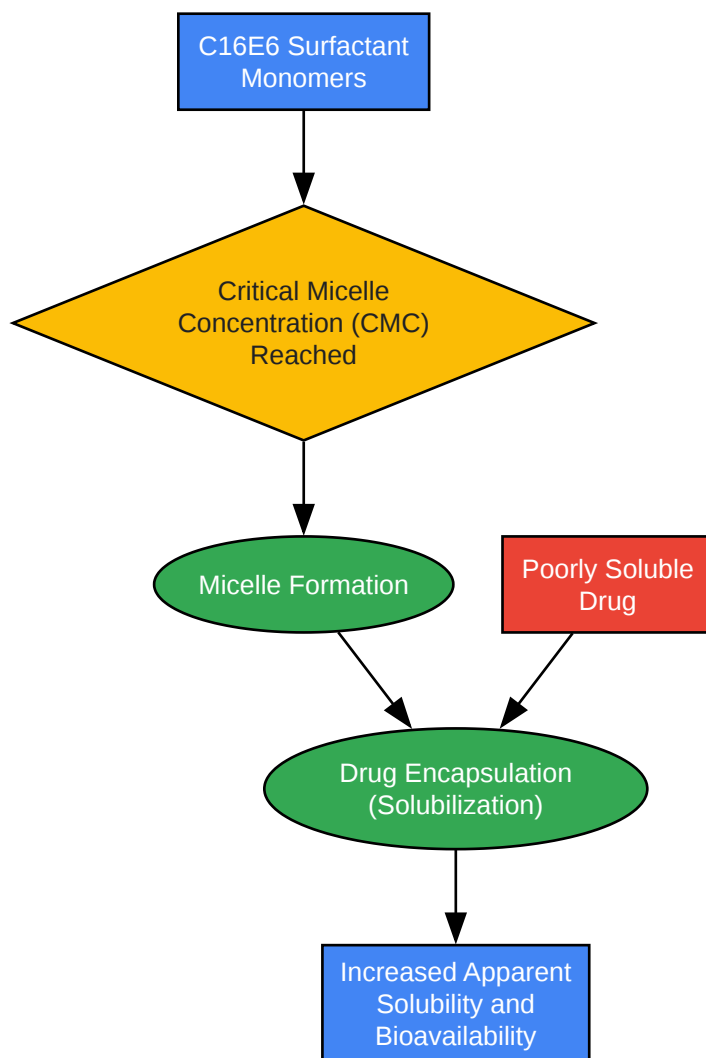 C16E6 Surfactant
Monomers
Critical Micelle
Concentration (CMC)
Reached
Micelle Formation
Poorly Soluble
Drug
Drug Encapsulation
(Solubilization)
Increased Apparent
Solubility and
Bioavailability